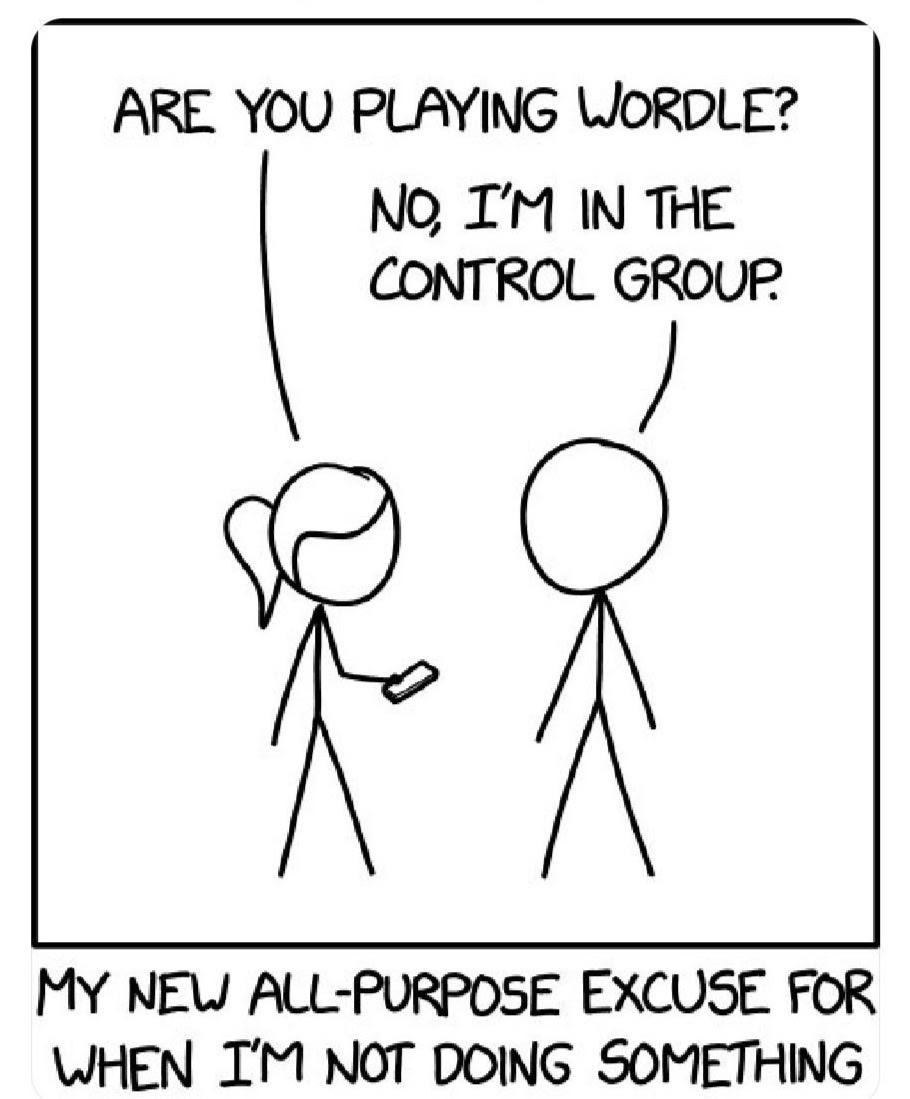 ARE YOU PLAYING WORDLE?
NO, I'M IN THE
CONTROL GROUP.
MY NEW ALL-PURPOSE EXCUSE FOR
WHEN I'M NOT DOING SOMETHING